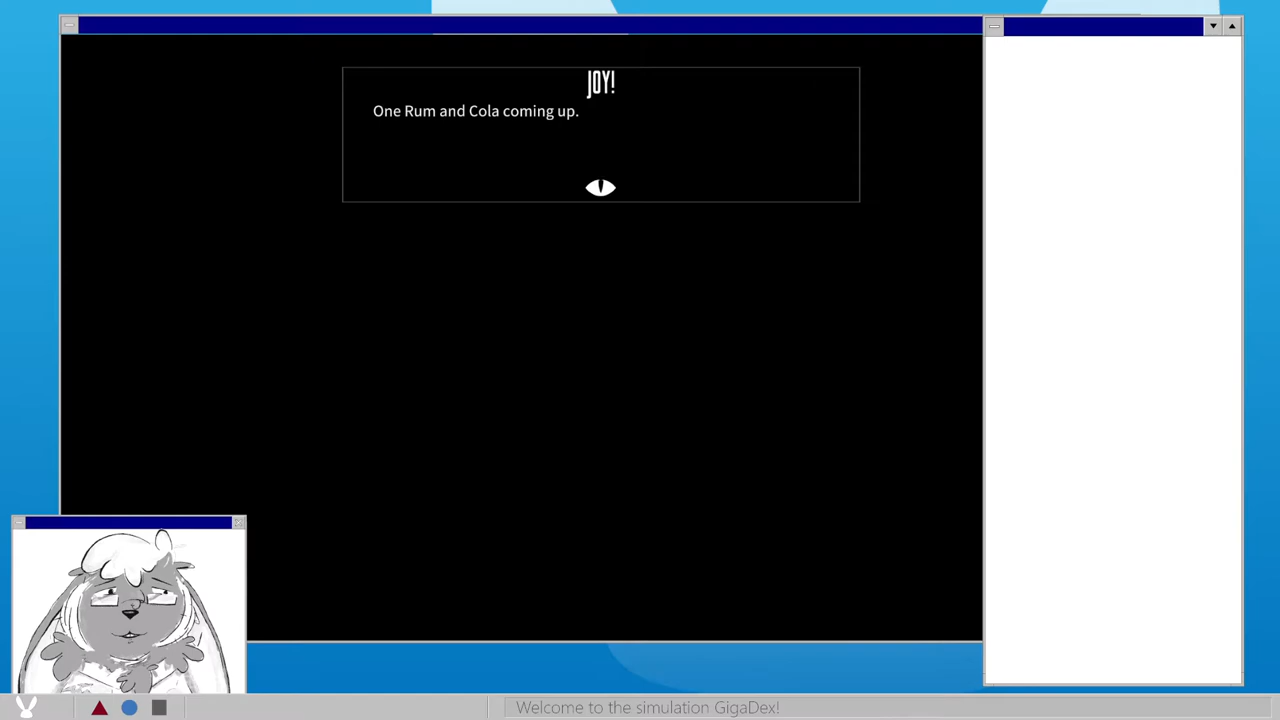 JOY!
One Rum and Cola coming up.
Welcome to the simulation GigaDex!